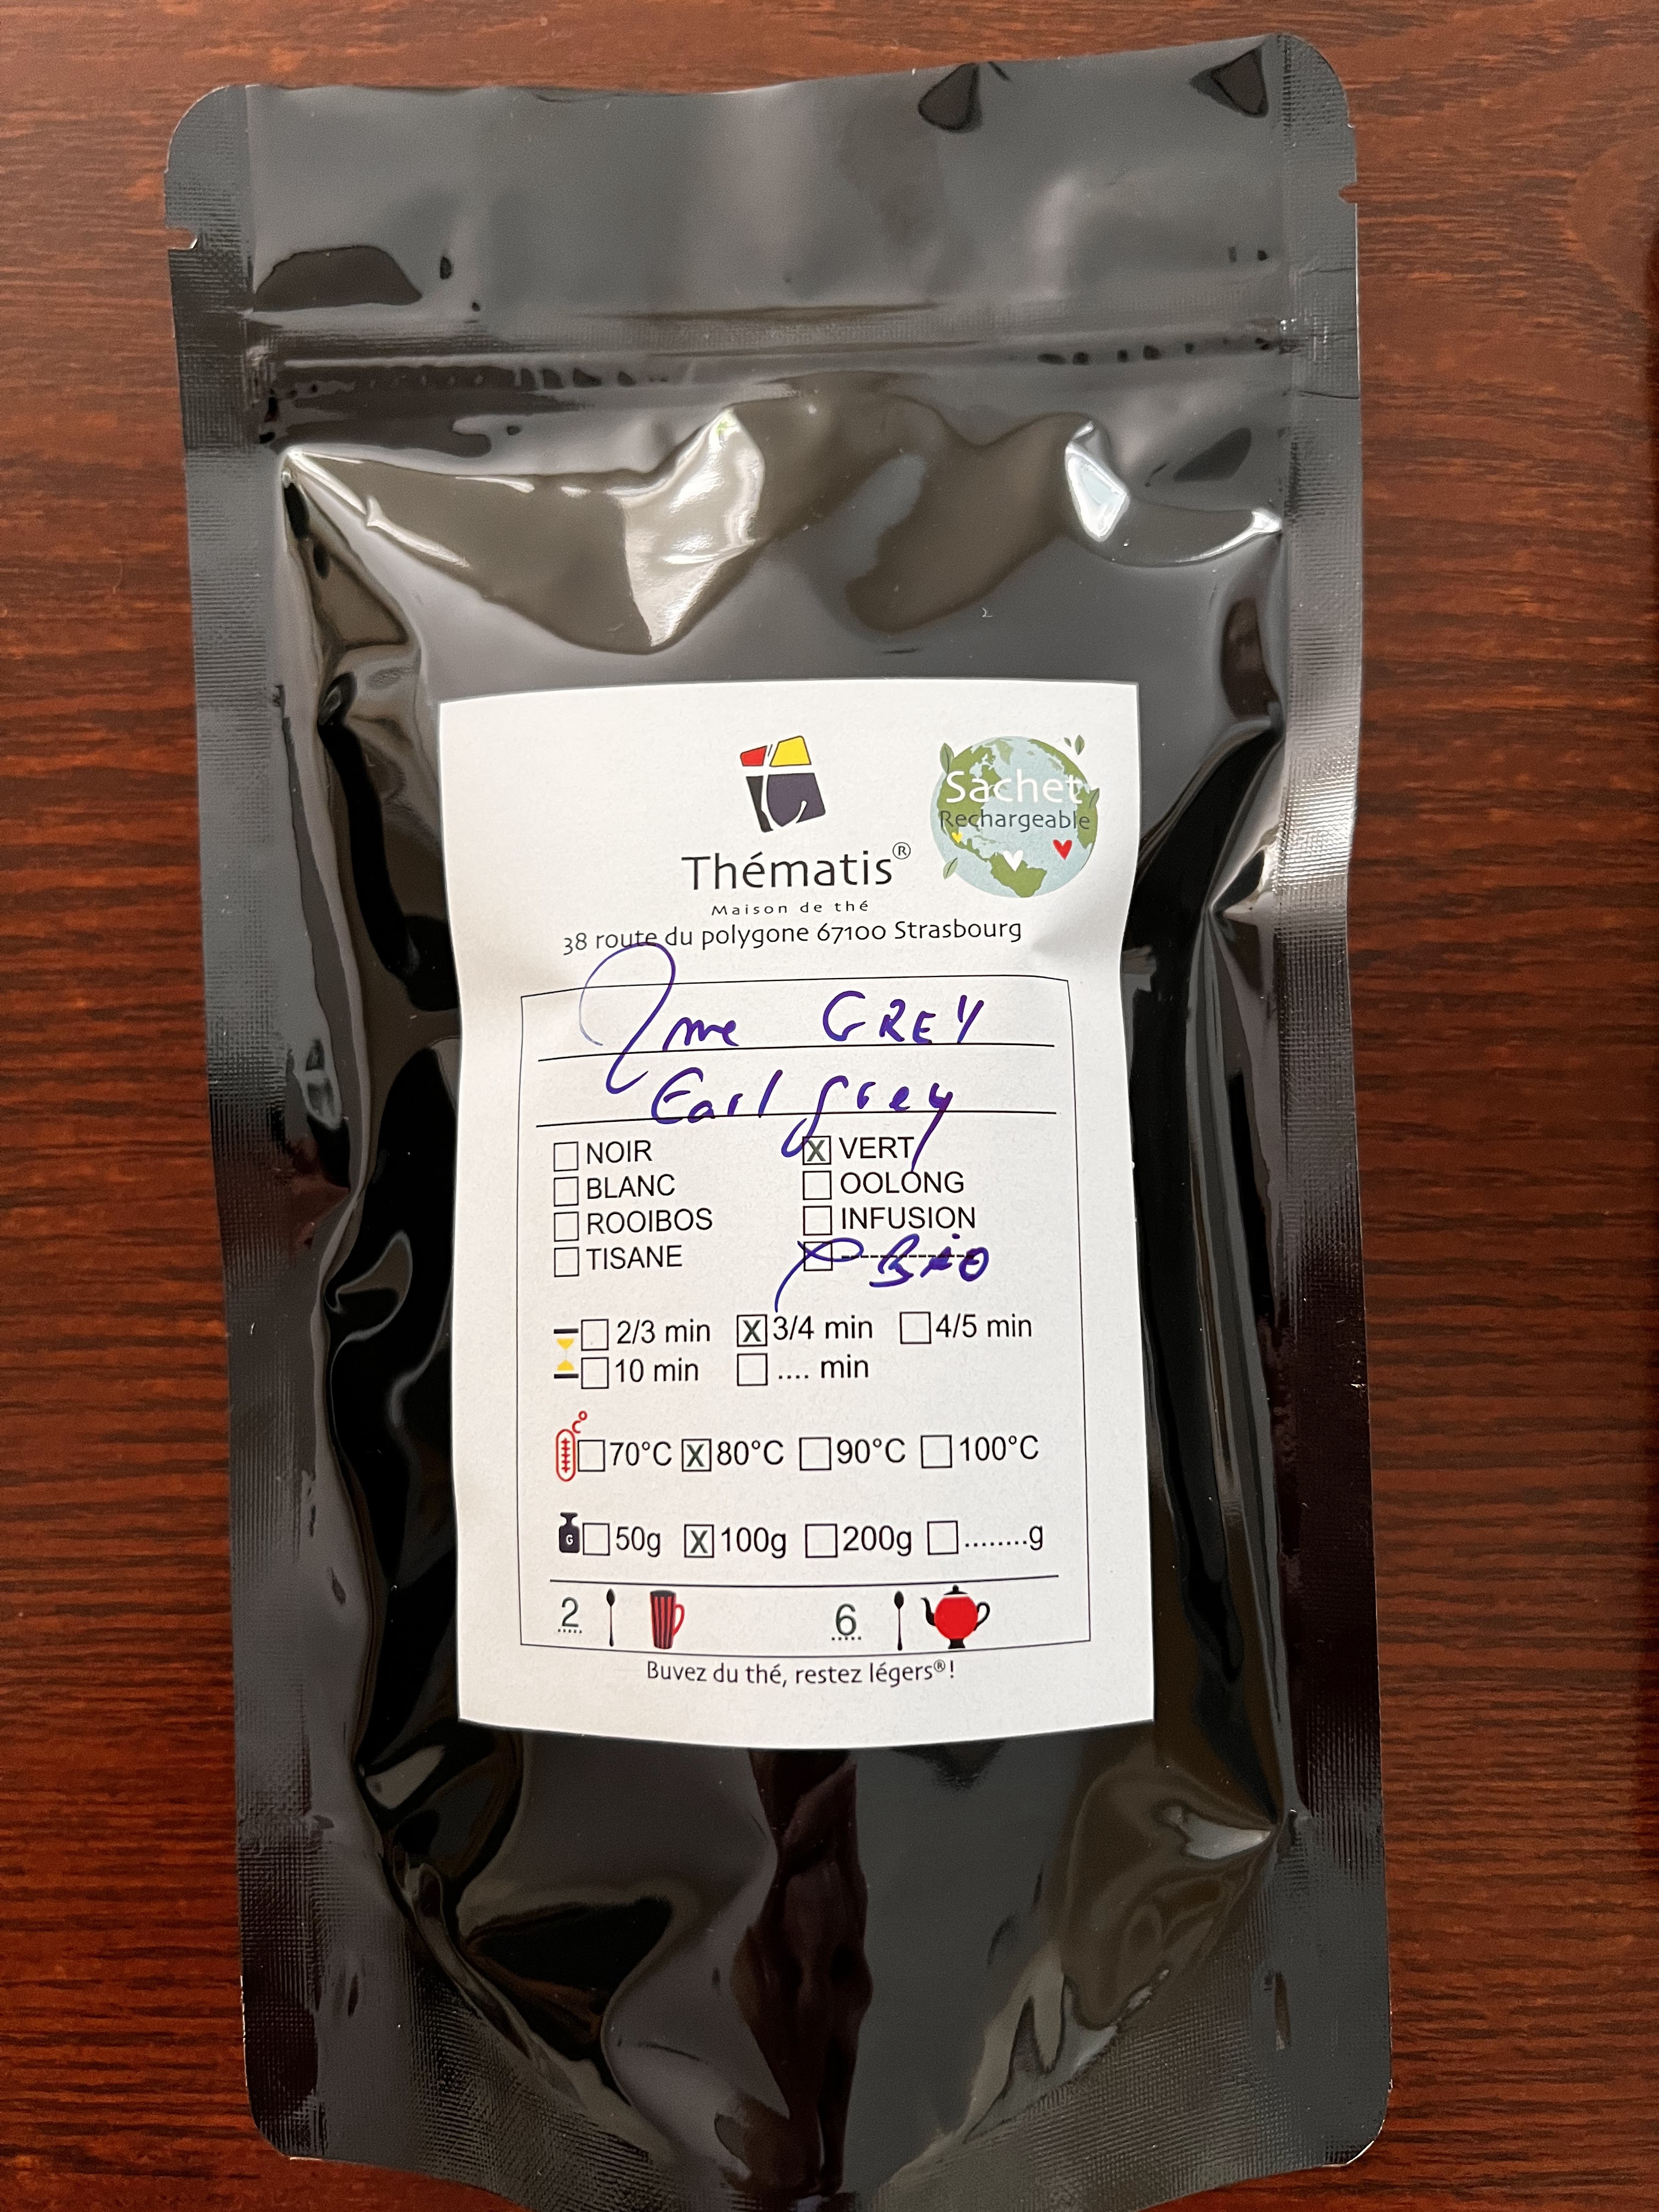 Thématis®
Maison de thé
Sachet
Rechargeable
38 route du polygone 67100 Strasbourg
GREY
Earl grey
NOIR X VERT
BLANC OOLONG
ROOIBOS INFUSION
TISANE BiO
2/3 min X 3/4 min 4/5 min
10 min .... min
C°
70°C X 80°C 90°C 100°C
G 50g X 100g 200g ........g
2 6
Buvez du thé, restez légers®!